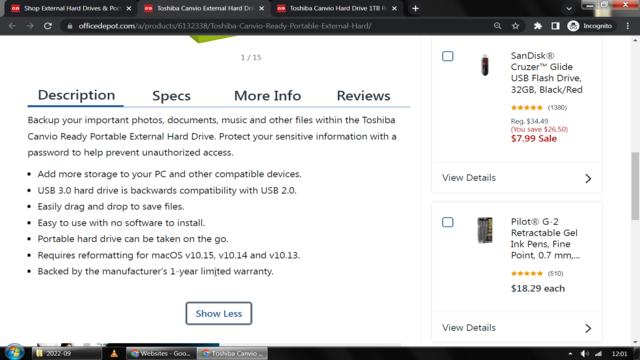 Shop External Hard Drives & Port
Toshiba Canvio External Hard Dri
Toshiba Canvio Hard Drive 1TB R
officedepot.com/a/products/6132338/Toshiba-Canvio-Ready-Portable-External-Hard/
Incognito
1 / 15
Description
Specs
More Info
Reviews
Backup your important photos, documents, music and other files within the Toshiba
Canvio Ready Portable External Hard Drive. Protect your sensitive information with a
password to help prevent unauthorized access.
• Add more storage to your PC and other compatible devices.
• USB 3.0 hard drive is backwards compatibility with USB 2.0.
• Easily drag and drop to save files.
• Easy to use with no software to install.
• Portable hard drive can be taken on the go.
• Requires reformatting for macOS v10.15, v10.14 and v10.13.
• Backed by the manufacturer's 1-year limited warranty.
Show Less
SanDisk®
Cruzer™ Glide
USB Flash Drive,
32GB, Black/Red
(1380)
Reg. $34.49
(You save $26.50)
$7.99 Sale
View Details
Pilot® G-2
Retractable Gel
Ink Pens, Fine
Point, 0.7 mm,...
(510)
$18.29 each
View Details
2022-09
Websites - Goo...
Toshiba Canvio ...
12:01